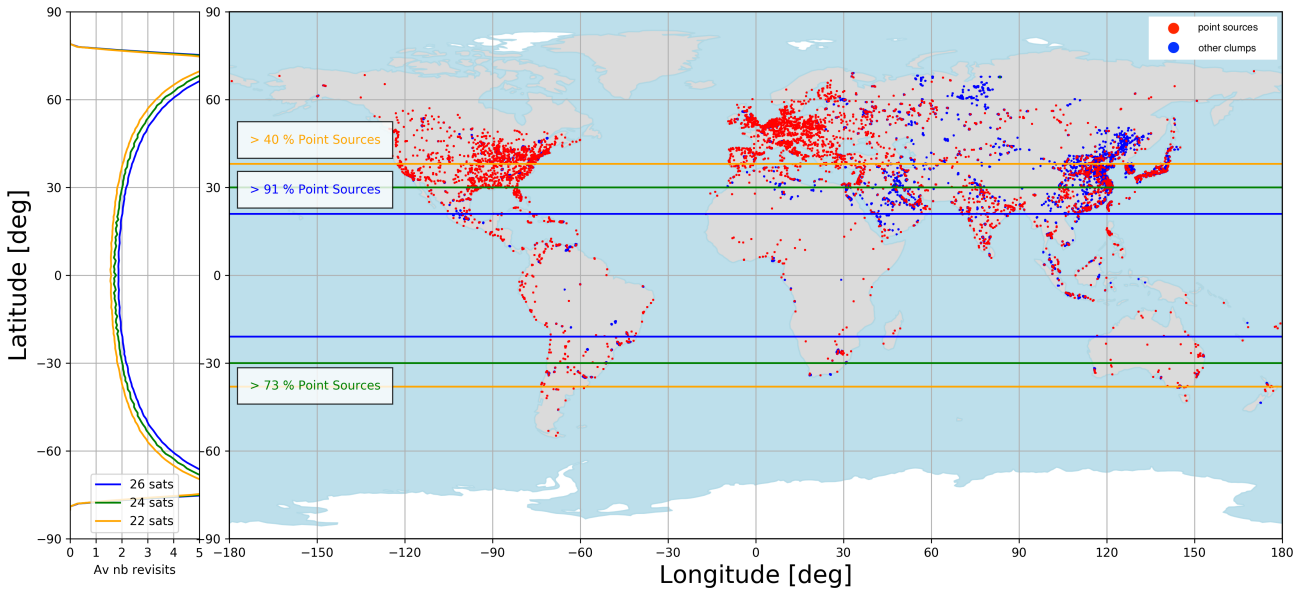 90
60
30
0
−30
−60
−90
Latitude [deg]
26 sats
24 sats
22 sats
0 1 2 3 4 5
Av nb revisits
90
60
30
0
−30
−60
−90
point sources
other clumps
> 40 % Point Sources
> 91 % Point Sources
> 73 % Point Sources
−180 −150 −120 −90 −60 −30 0 30 60 90 120 150 180
Longitude [deg]